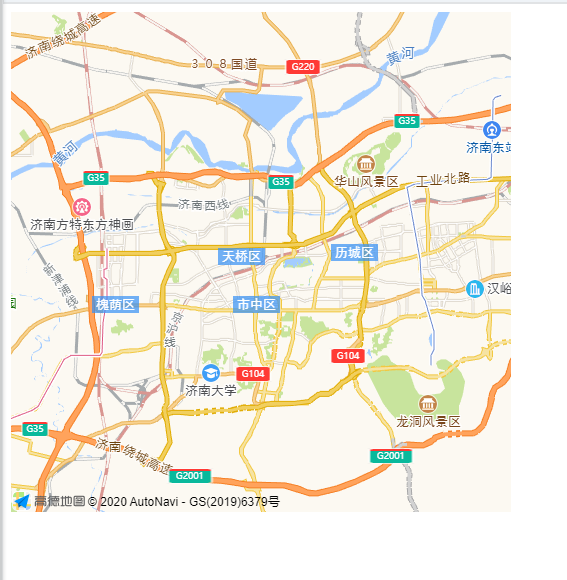 济南绕城高速
308国道
G220
黄河
G35
济南东站
黄河
G35
G35
华山风景区
工业北路
济南西线
济南方特东方神画
天桥区
历城区
新津浦线
汉峪
槐荫区
市中区
京沪线
G104
G104
济南大学
龙洞风景区
G35
济南绕城高速
G2001
G2001
高德地图 © 2020 AutoNavi - GS(2019)6379号